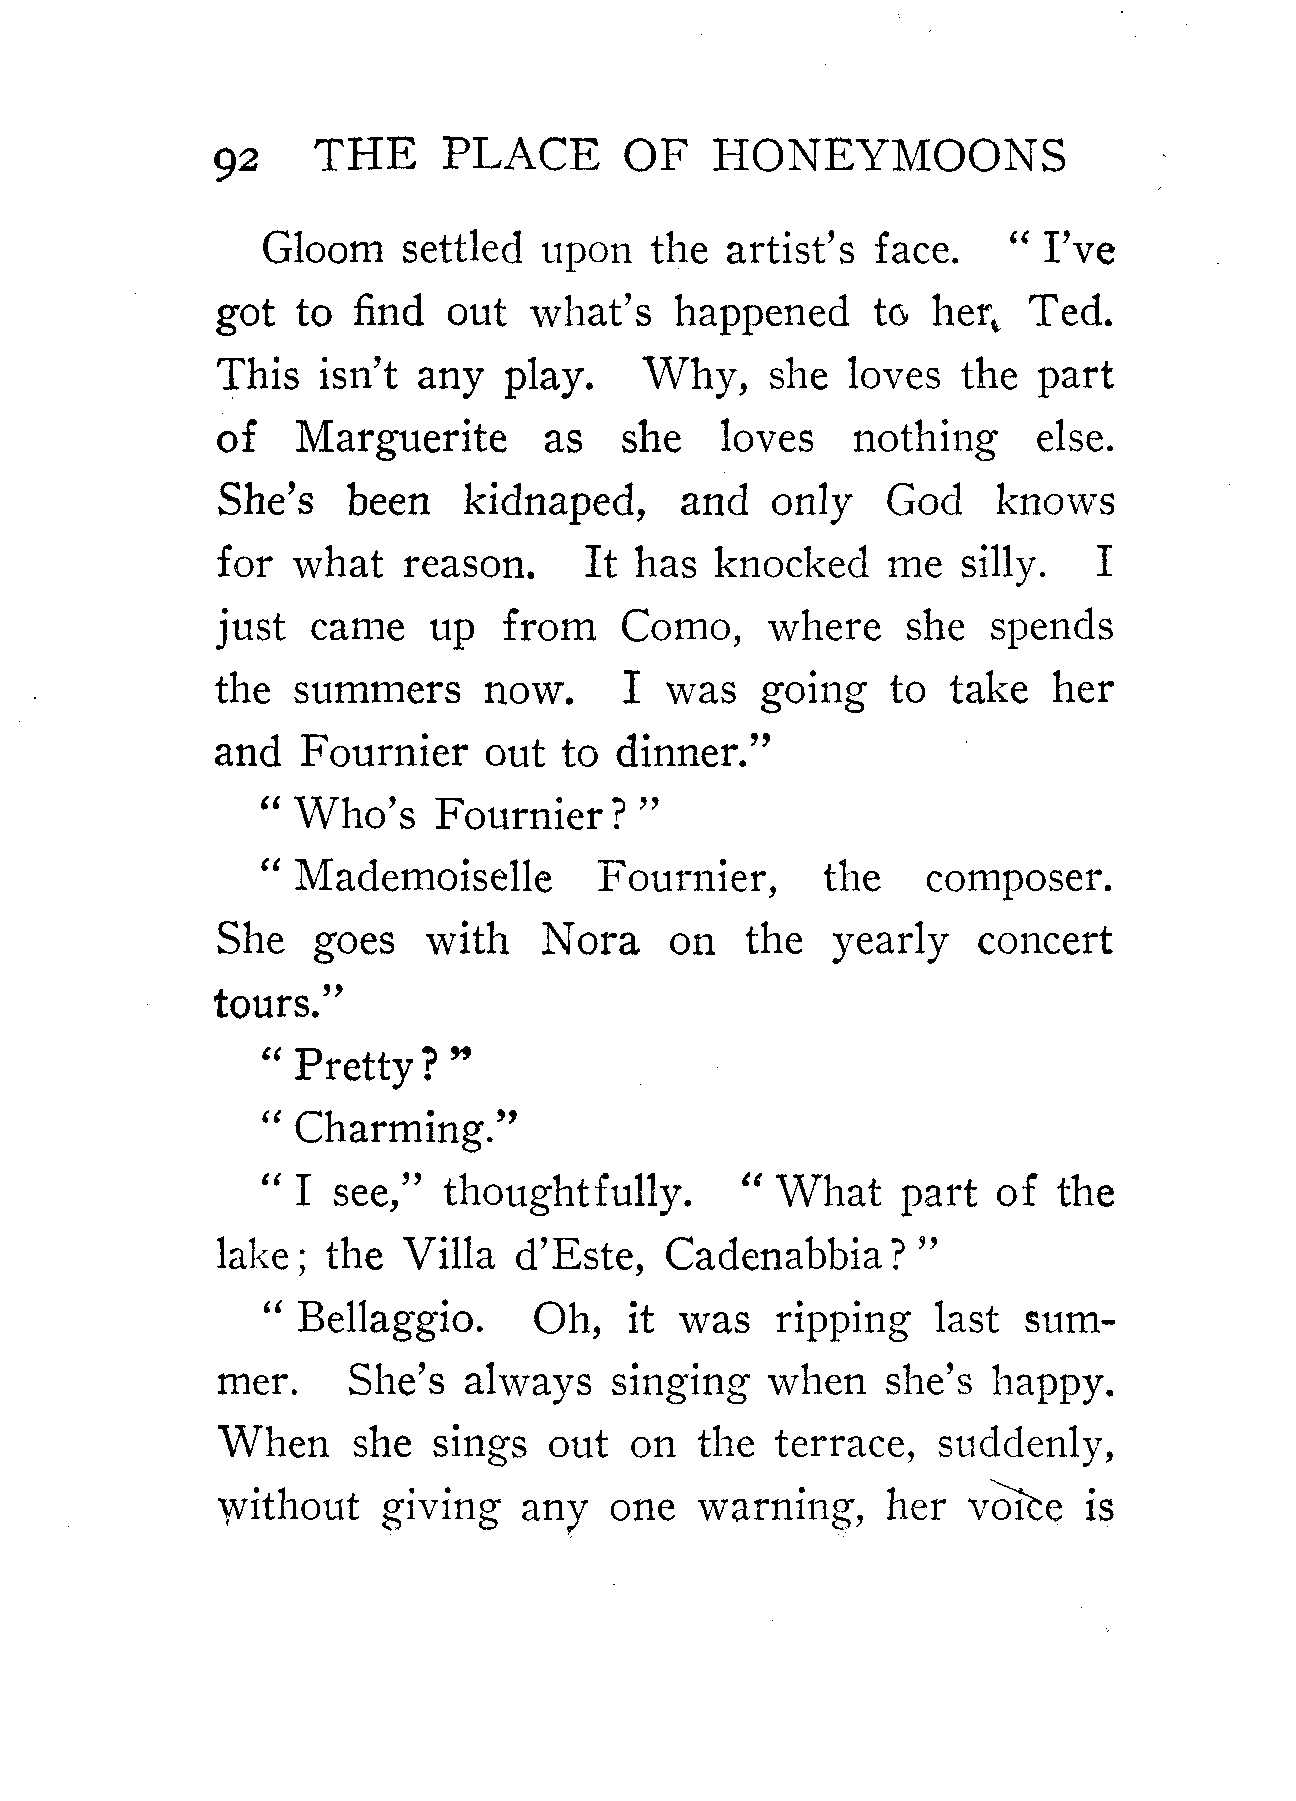 92 THE PLACE OF HONEYMOONS
Gloom settled upon the artist's face. " I've
got to find out what's happened to her, Ted.
This isn't any play. Why, she loves the part
of Marguerite as she loves nothing else.
She's been kidnaped, and only God knows
for what reason. It has knocked me silly. I
just came up from Como, where she spends
the summers now. I was going to take her
and Fournier out to dinner."
" Who's Fournier? "
" Mademoiselle Fournier, the composer.
She goes with Nora on the yearly concert
tours."
" Pretty? "
" Charming."
" I see," thoughtfully. " What part of the
lake; the Villa d'Este, Cadenabbia? "
" Bellaggio. Oh, it was ripping last sum-
mer. She's always singing when she's happy.
When she sings out on the terrace, suddenly,
without giving any one warning, her voice is